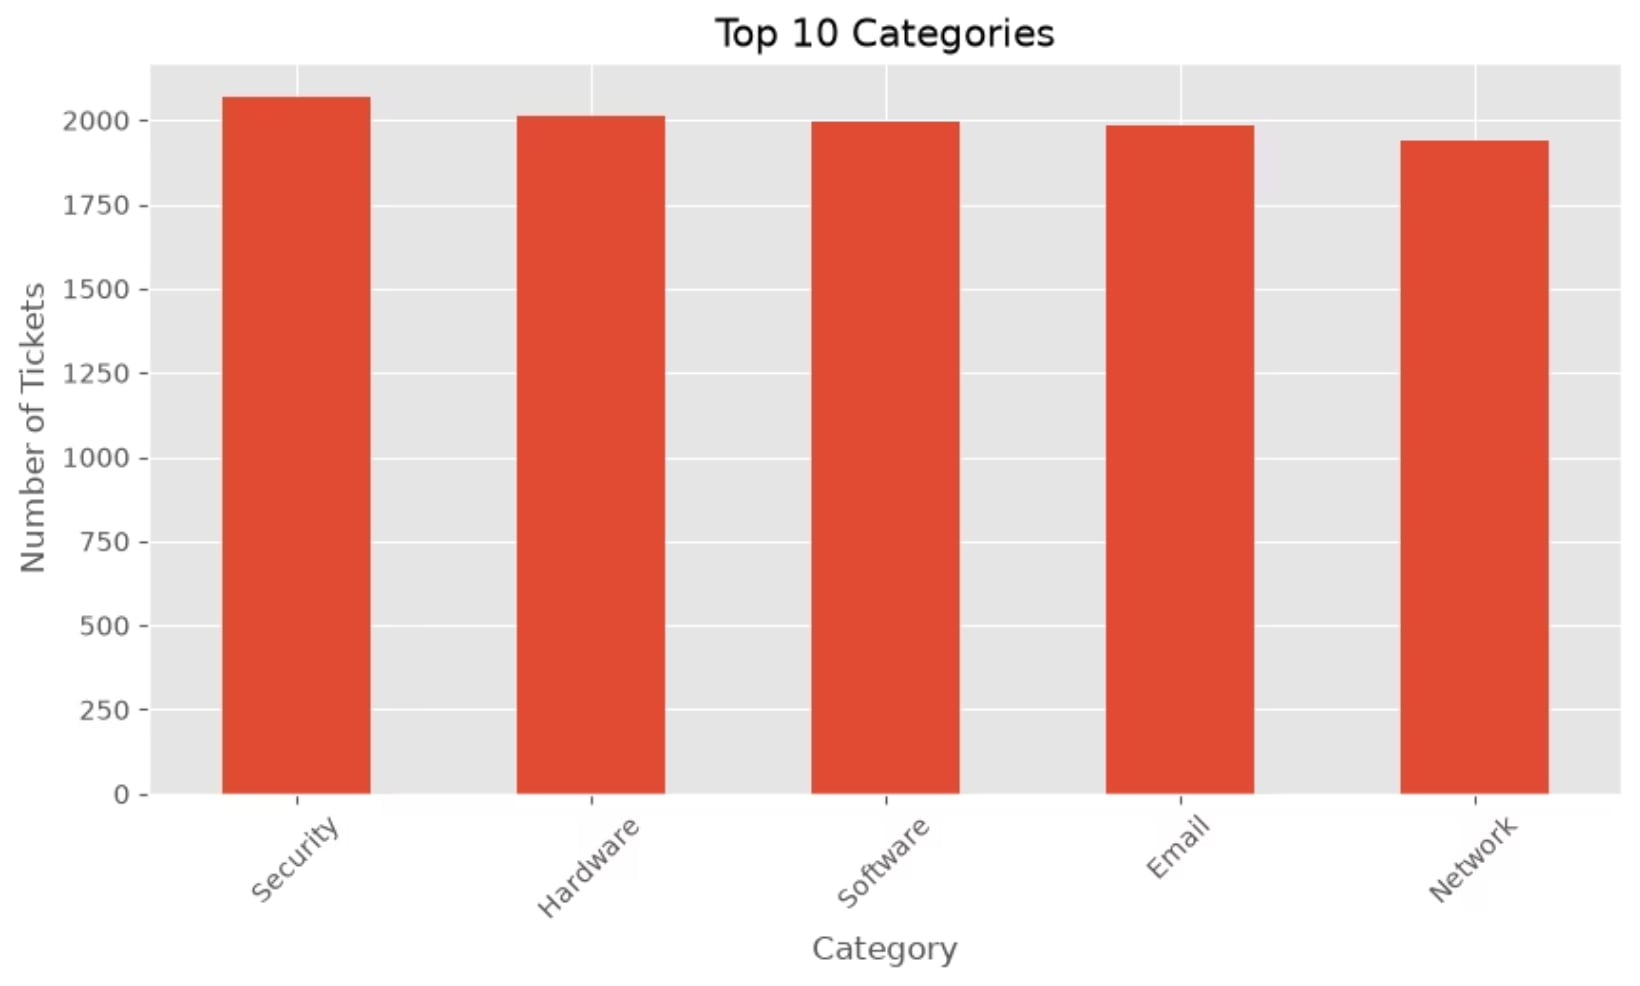 Top 10 Categories
Number of Tickets
2000
1750
1500
1250
1000
750
500
250
0
Security
Hardware
Software
Email
Network
Category